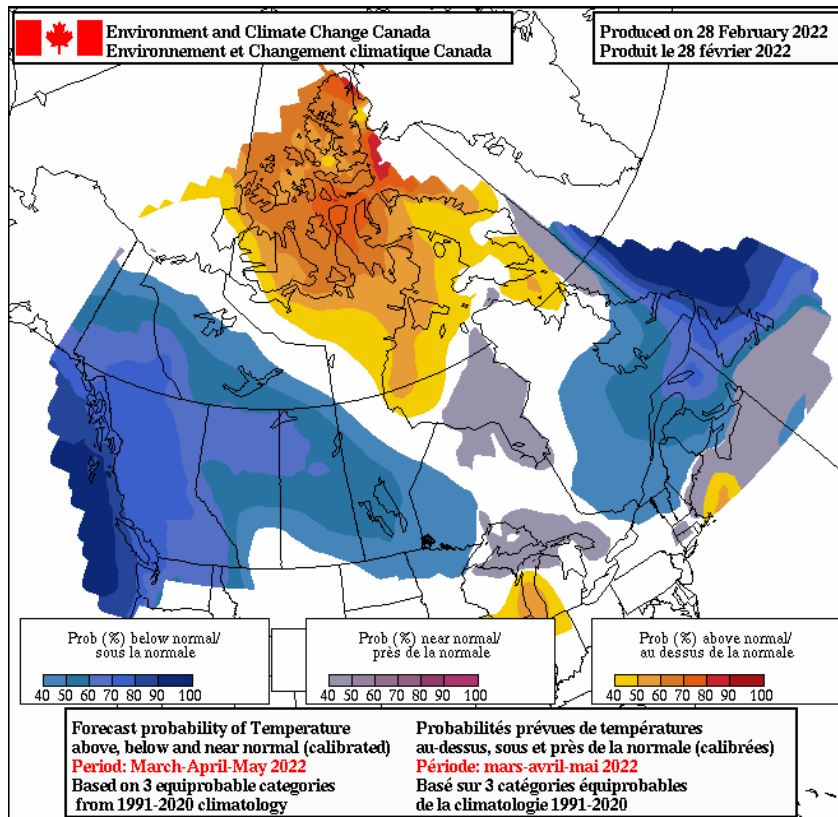 Environment and Climate Change Canada
Environnement et Changement climatique Canada
Produced on 28 February 2022
Produit le 28 février 2022
Prob (%) below normal/
sous la normale
40 50 60 70 80 90 100
Prob (%) near normal/
près de la normale
40 50 60 70 80 90 100
Prob (%) above normal/
au dessus de la normale
40 50 60 70 80 90 100
Forecast probability of Temperature
above, below and near normal (calibrated)
Period: March-April-May 2022
Based on 3 equiprobable categories
from 1991-2020 climatology
Probabilités prévues de températures
au-dessus, sous et près de la normale (calibrées)
Période: mars-avril-mai 2022
Basé sur 3 catégories équiprobables
de la climatologie 1991-2020